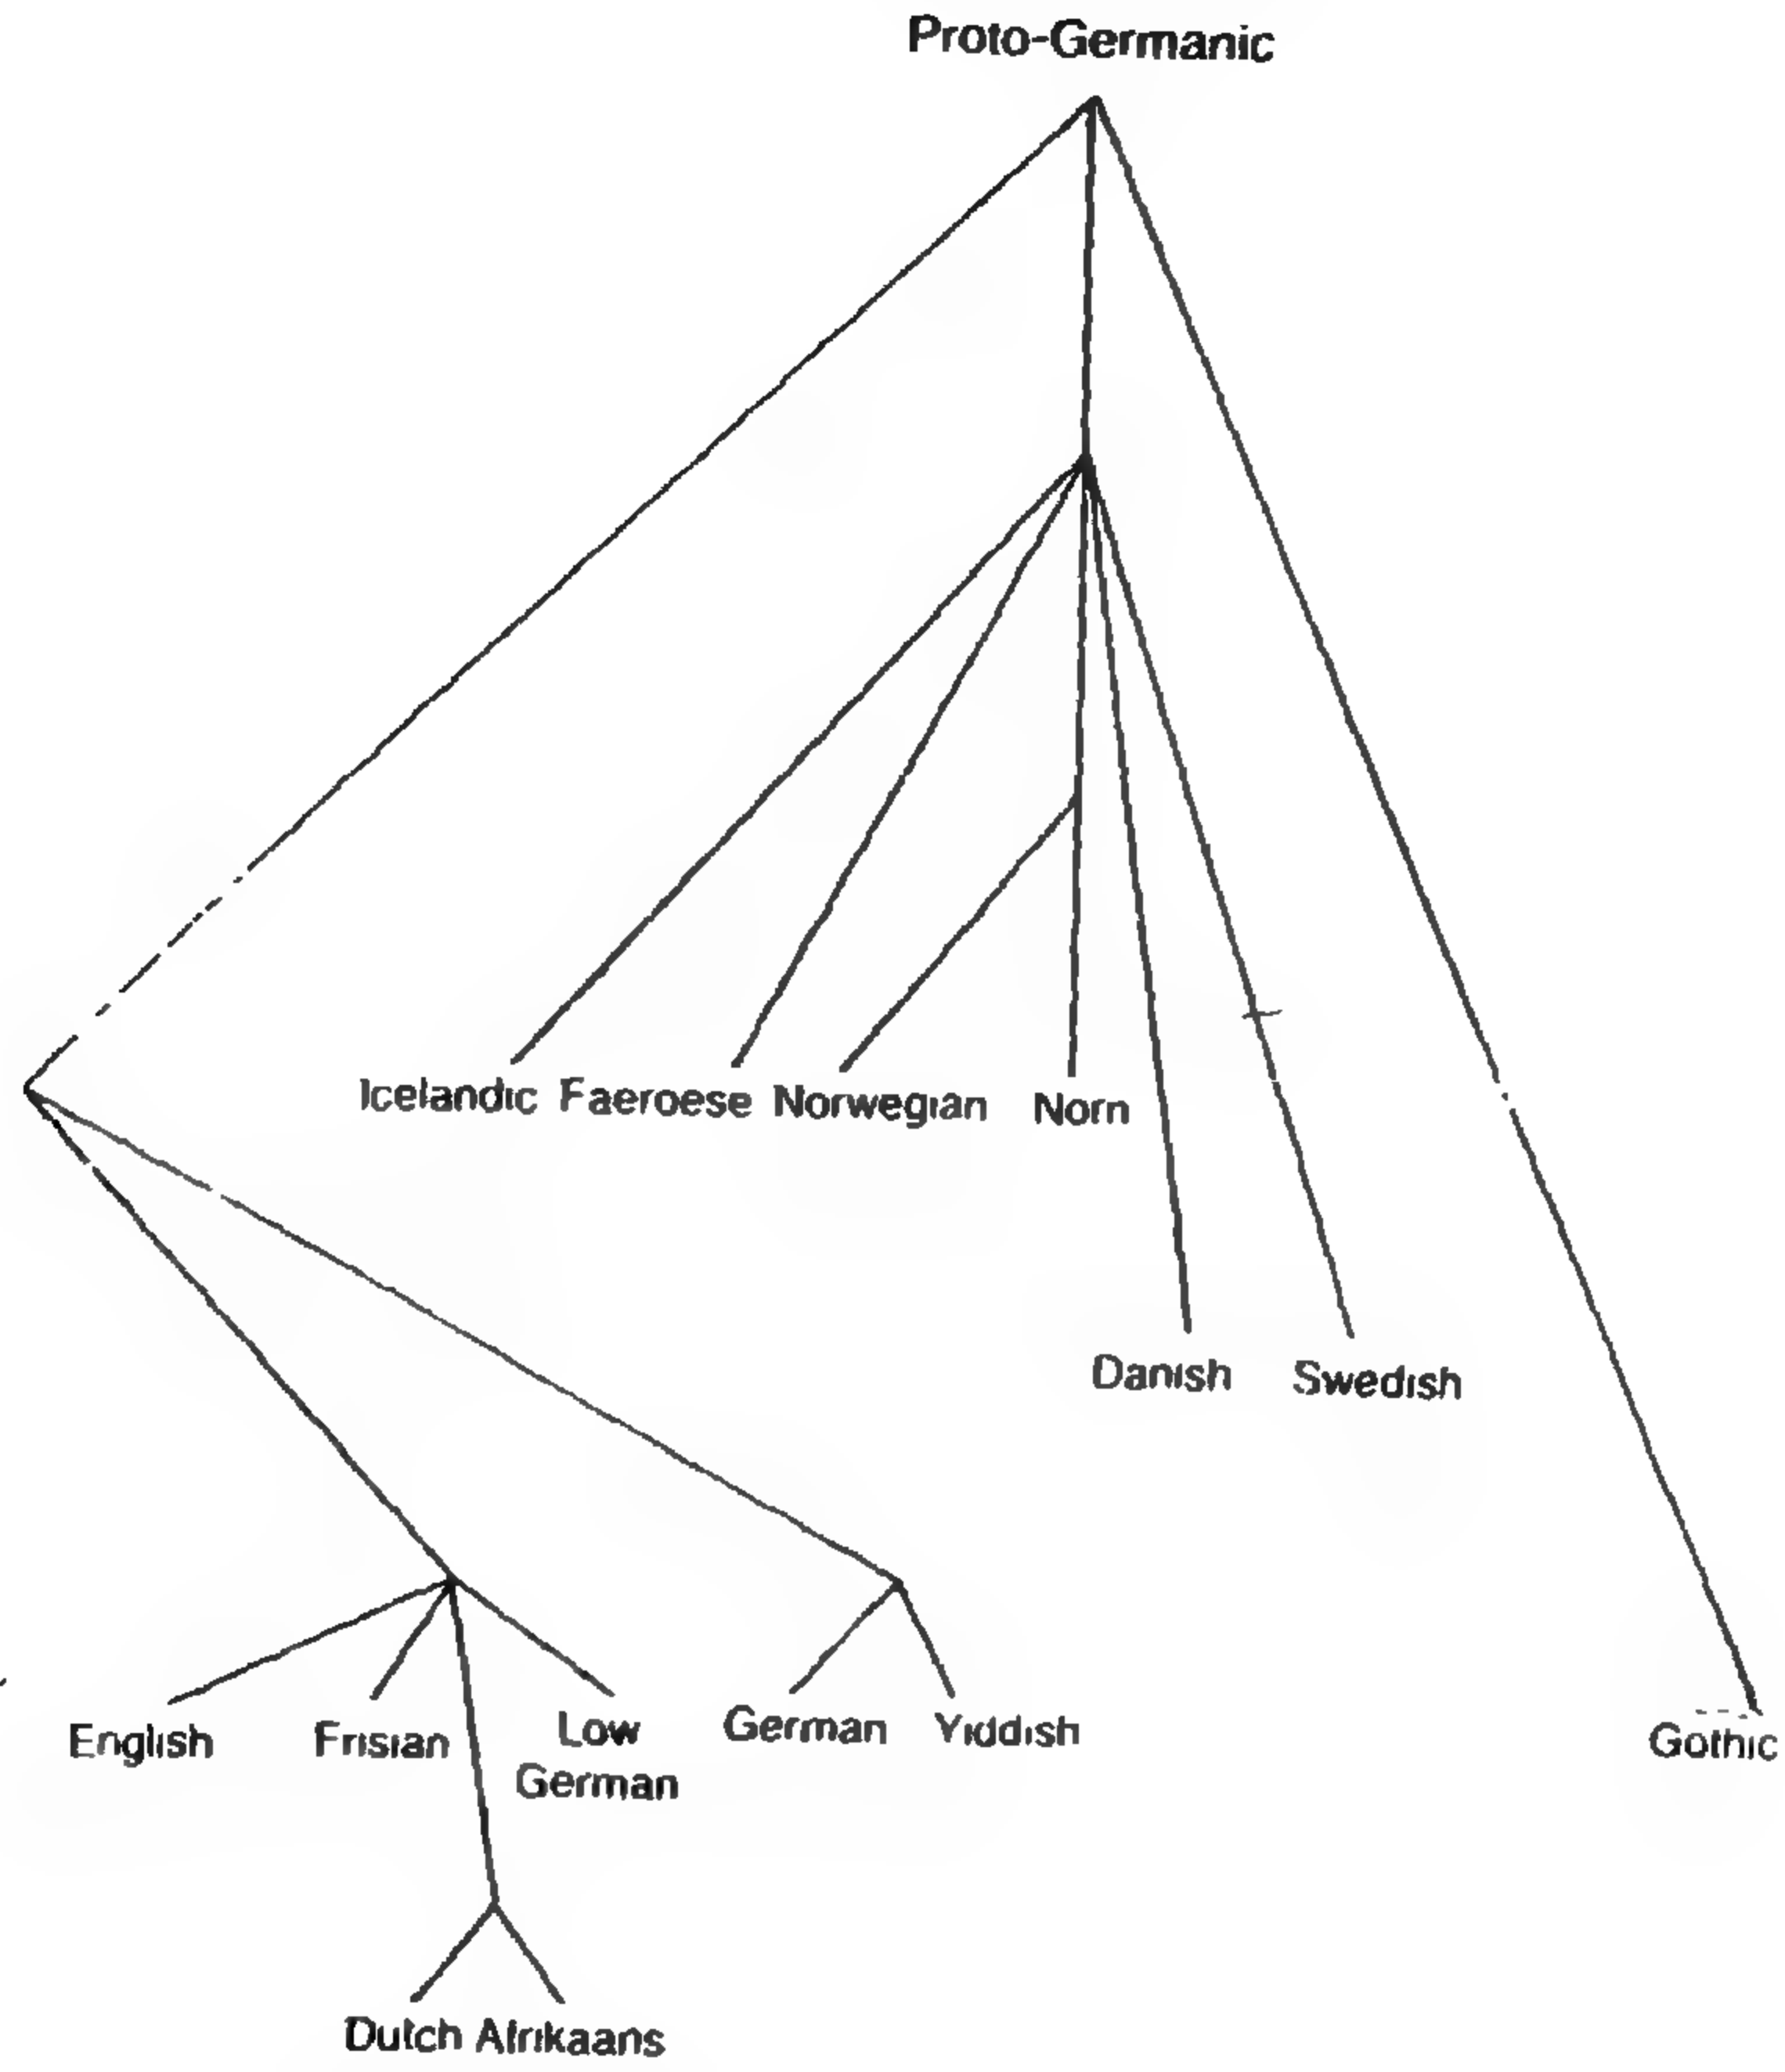 Proto-Germanic
Icelandic Faeroese Norwegian Norn
Danish Swedish
English Frisian Low German German Yiddish Gothic
Dutch Afrikaans